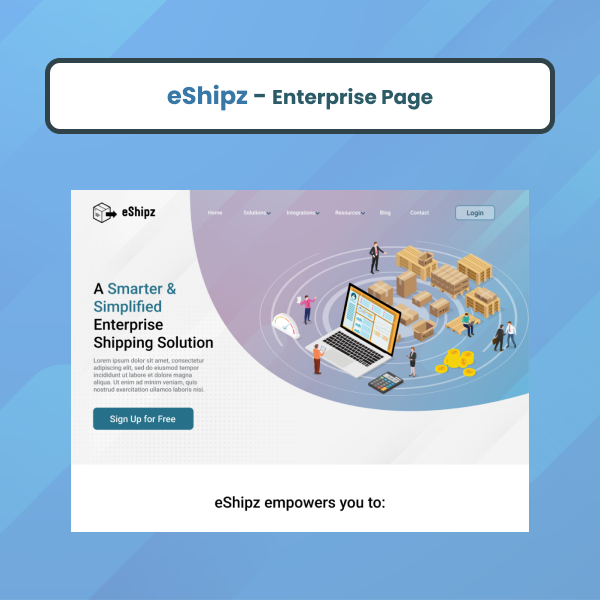 eShipz - Enterprise Page
eShipz
Home Solutions Integrations Resources Blog Contact Login
A Smarter &
Simplified
Enterprise
Shipping Solution
Lorem ipsum dolor sit amet, consectetur
adipiscing elit, sed do eiusmod tempor
incididunt ut labore et dolore magna
aliqua. Ut enim ad minim veniam, quis
nostrud exercitation ullamco laboris nisi.
Sign Up for Free
eShipz empowers you to: